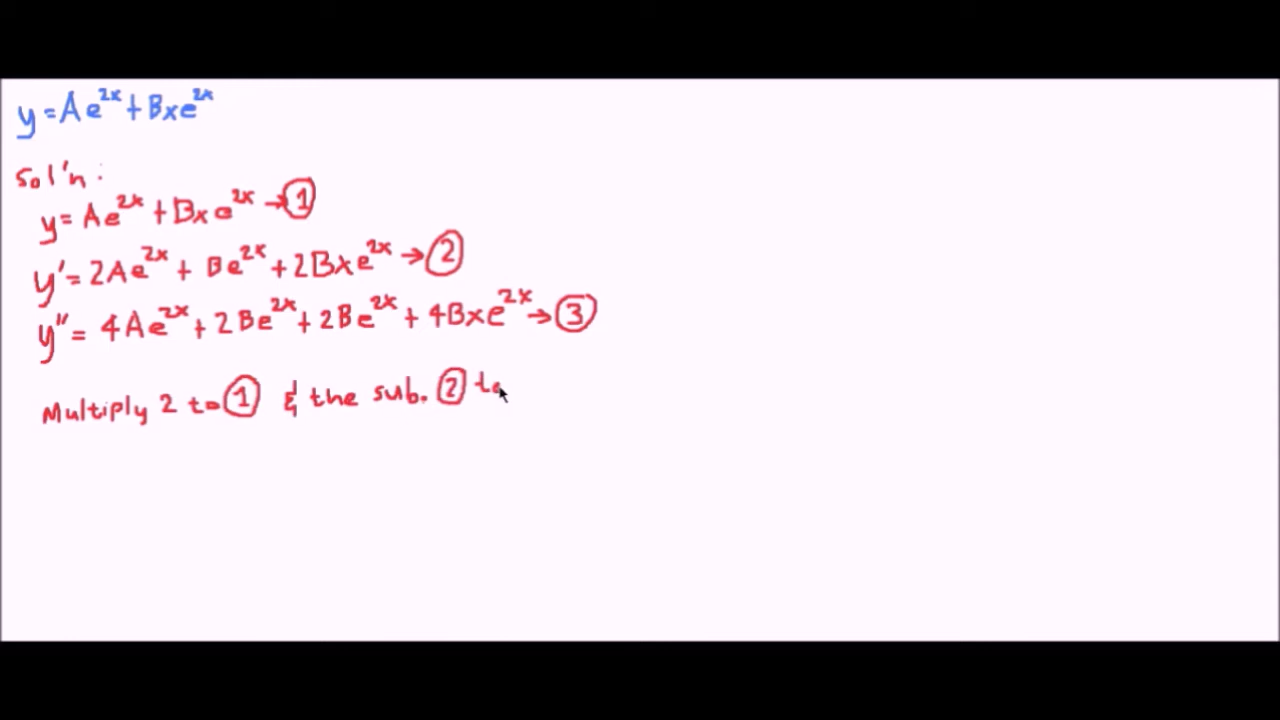 y=Ae^2x+Bxe^2x
Sol'n:
y=Ae^2x+Bxe^2x→①
y'=2Ae^2x+Be^2x+2Bxe^2x→②
y"=4Ae^2x+2Be^2x+2Be^2x+4Bxe^2x→③
Multiply 2 to ① & the sub. ② to